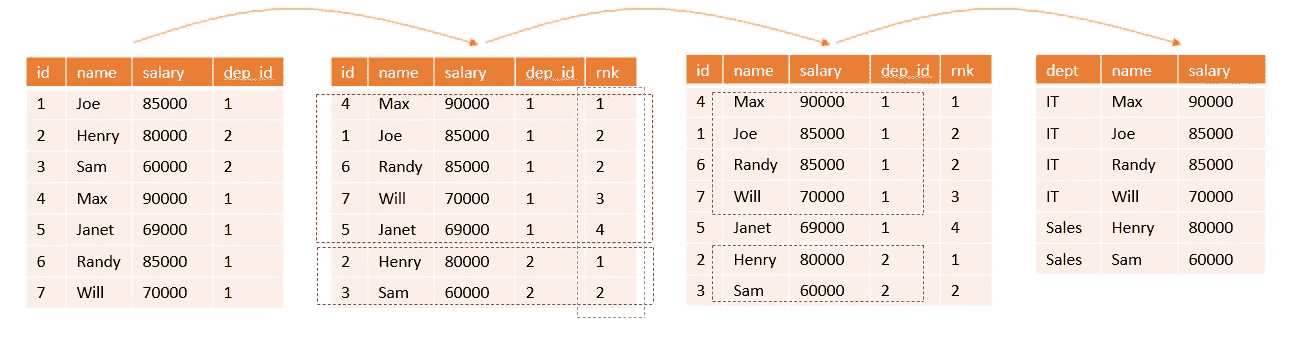 id name salary dep_id
1 Joe 85000 1
2 Henry 80000 2
3 Sam 60000 2
4 Max 90000 1
5 Janet 69000 1
6 Randy 85000 1
7 Will 70000 1
id name salary dep_id rnk
4 Max 90000 1 1
1 Joe 85000 1 2
6 Randy 85000 1 2
7 Will 70000 1 3
5 Janet 69000 1 4
2 Henry 80000 2 1
3 Sam 60000 2 2
id name salary dep_id rnk
4 Max 90000 1 1
1 Joe 85000 1 2
6 Randy 85000 1 2
7 Will 70000 1 3
5 Janet 69000 1 4
2 Henry 80000 2 1
3 Sam 60000 2 2
dept name salary
IT Max 90000
IT Joe 85000
IT Randy 85000
IT Will 70000
Sales Henry 80000
Sales Sam 60000